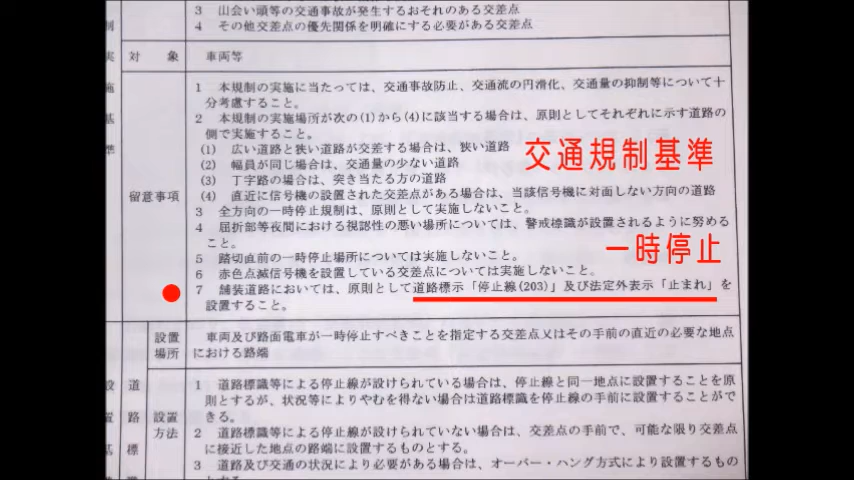 3 出会い頭等の交通事故が発生するおそれのある交差点
4 その他交差点の優先関係を明確にする必要がある交差点
制
実
施
基
準
対 象
車両等
留意事項
1 本規制の実施に当たっては、交通事故防止、交通流の円滑化、交通量の抑制等について十
分考慮すること。
2 本規制の実施場所が次の(1)から(4)に該当する場合は、原則としてそれぞれに示す道路の
側で実施すること。
(1) 広い道路と狭い道路が交差する場合は、狭い道路
(2) 幅員が同じ場合は、交通量の少ない道路
(3) 丁字路の場合は、突き当たる方の道路
(4) 直近に信号機の設置された交差点がある場合は、当該信号機に対面しない方向の道路
3 全方向の一時停止規制は、原則として実施しないこと。
4 屈折部等夜間における視認性の悪い場所については、警戒標識が設置されるように努める
こと。
5 踏切直前の一時停止場所については実施しないこと。
6 赤色点滅信号機を設置している交差点については実施しないこと。
7 舗装道路においては、原則として道路標示「停止線(203)」及び法定外表示「止まれ」を
設置すること。
交通規制基準
一時停止
設置
場所
車両及び路面電車が一時停止すべきことを指定する交差点又はその手前の直近の必要な地点
における路端
道
路
標
設置
方法
1 道路標識等による停止線が設けられている場合は、停止線と同一地点に設置することを原
則とするが、状況等によりやむを得ない場合は道路標識を停止線の手前に設置することがで
きる。
2 道路標識等による停止線が設けられていない場合は、交差点の手前で、可能な限り交差点
に接近した地点の路端に設置するものとする。
3 道路及び交通の状況により必要がある場合は、オーバー・ハング方式により設置するもの
とする。